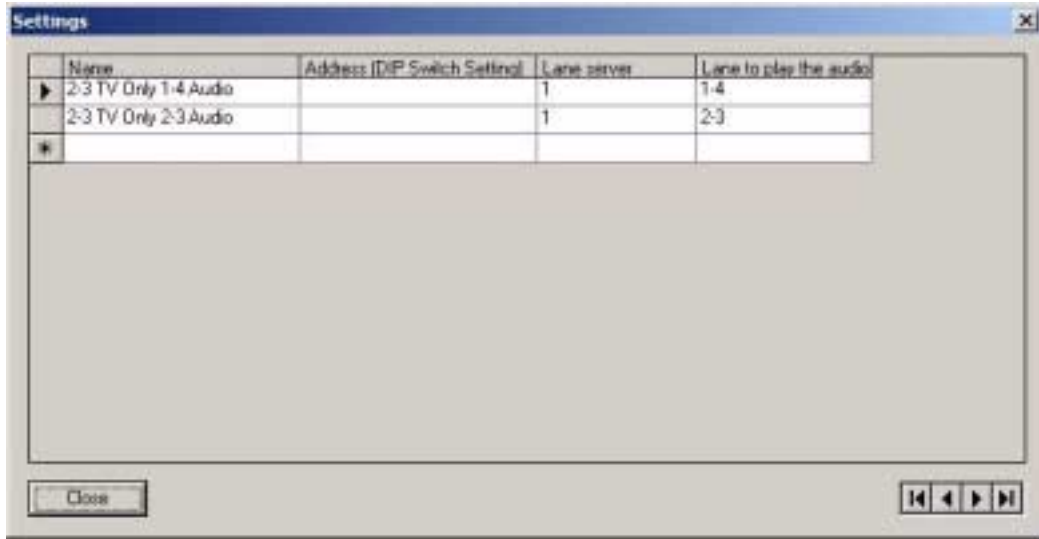 Settings
Name Address (DIP Switch Setting) Lane server Lane to play the audio
2-3 TV Only 1-4 Audio 1 1-4
2-3 TV Only 2-3 Audio 1 2-3
Close